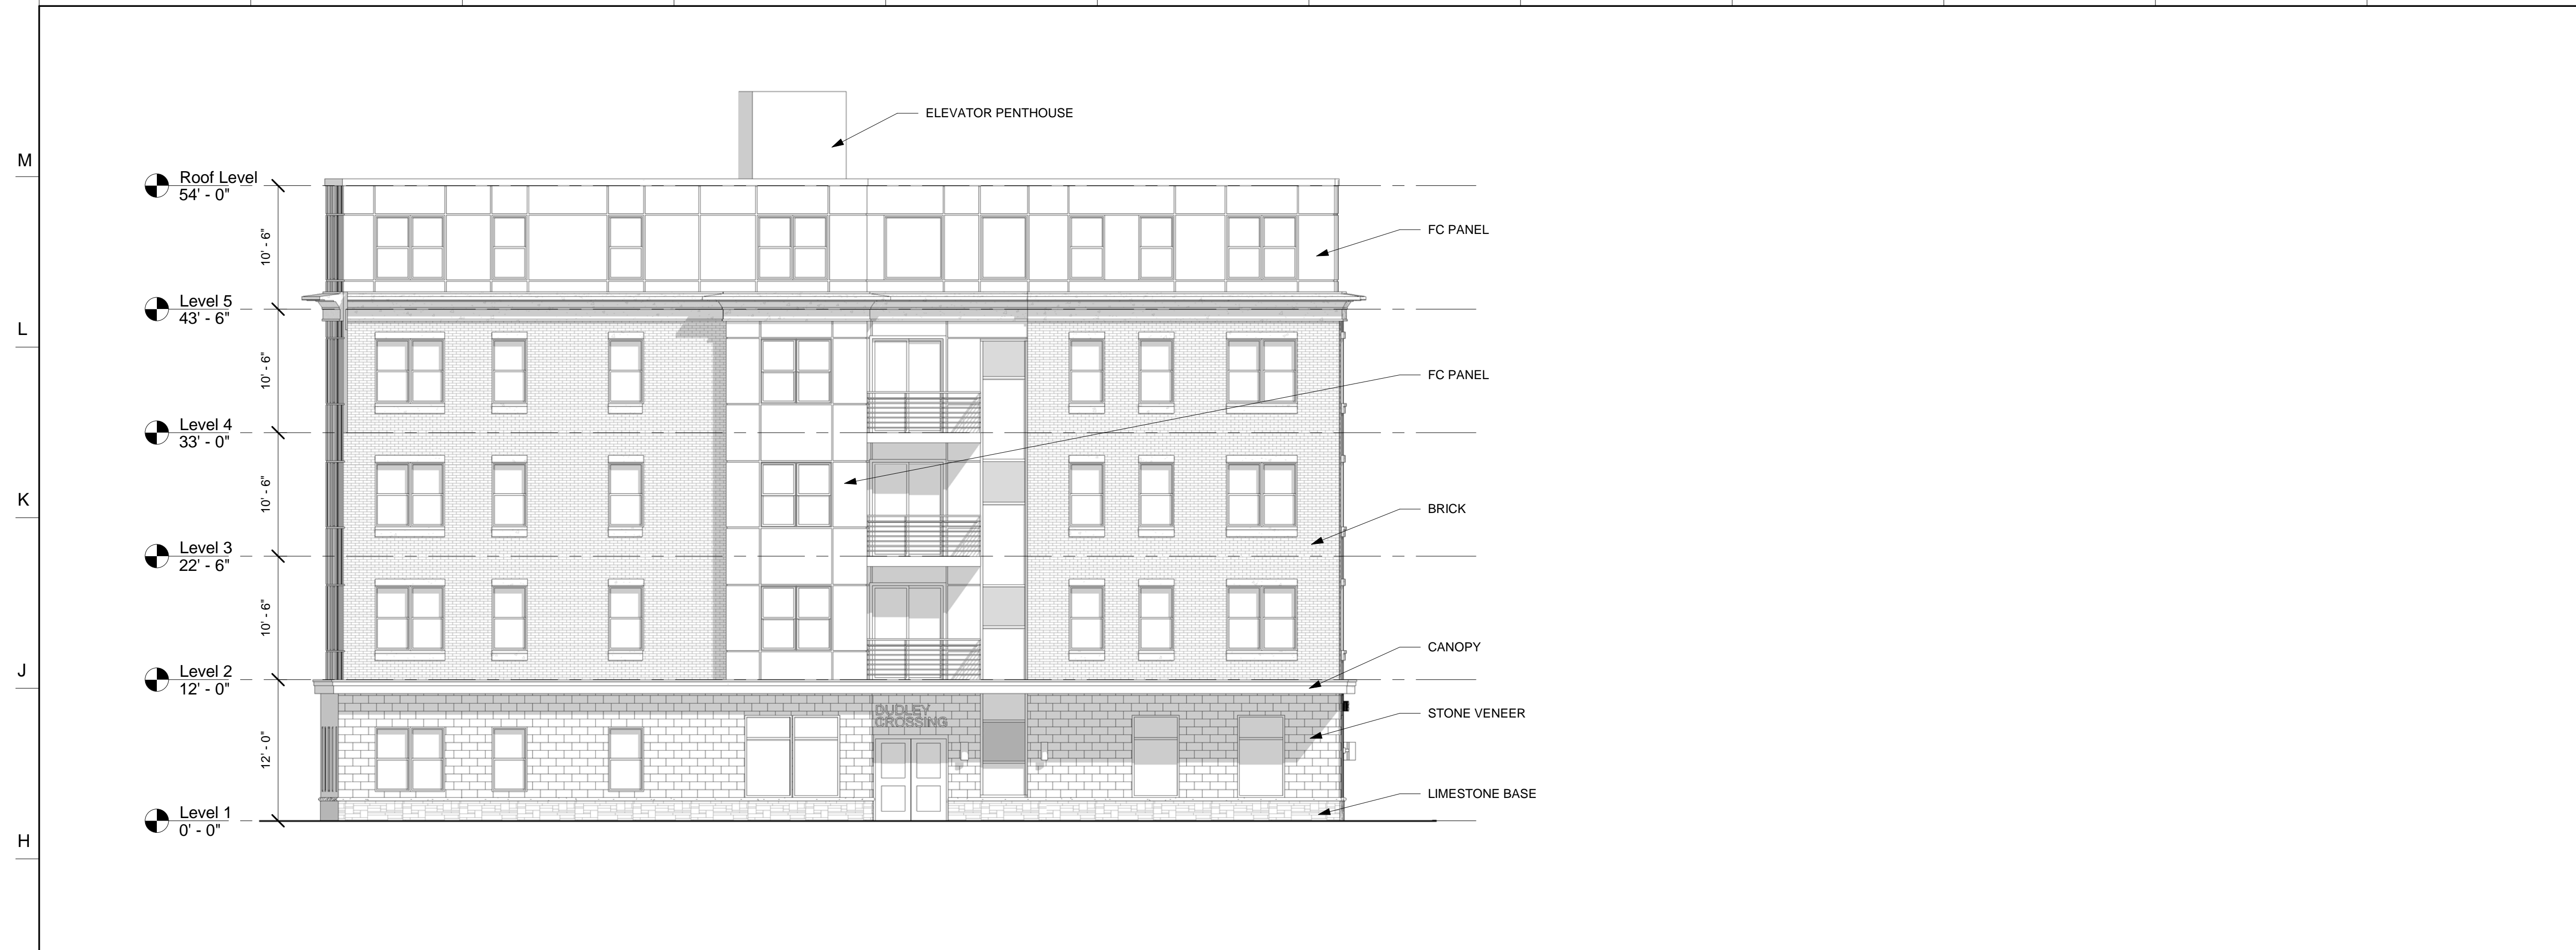 ELEVATOR PENTHOUSE
M
Roof Level
54' - 0"
10' - 6"
FC PANEL
L
Level 5
43' - 6"
10' - 6"
FC PANEL
Level 4
33' - 0"
K
10' - 6"
BRICK
Level 3
22' - 6"
10' - 6"
CANOPY
J
Level 2
12' - 0"
DUDLEY
CROSSING
STONE VENEER
12' - 0"
LIMESTONE BASE
Level 1
0' - 0"
H